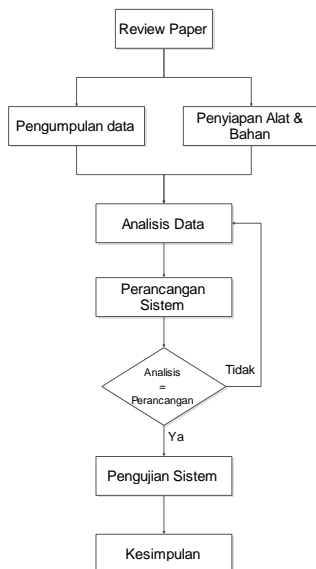 Review Paper
Pengumpulan data
Penyiapan Alat &
Bahan
Analisis Data
Perancangan
Sistem
Analisis
=
Perancangan
Tidak
Ya
Pengujian Sistem
Kesimpulan